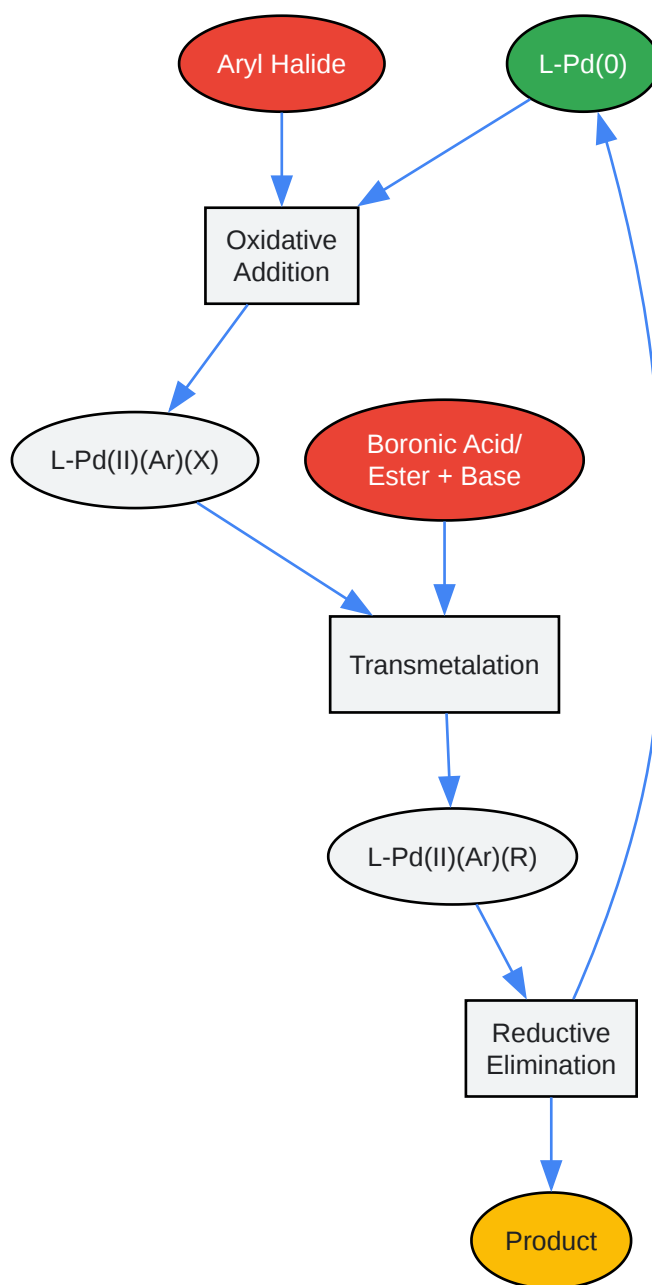 Aryl Halide
L-Pd(0)
Oxidative
Addition
L-Pd(II)(Ar)(X)
Boronic Acid/
Ester + Base
Transmetalation
L-Pd(II)(Ar)(R)
Reductive
Elimination
Product